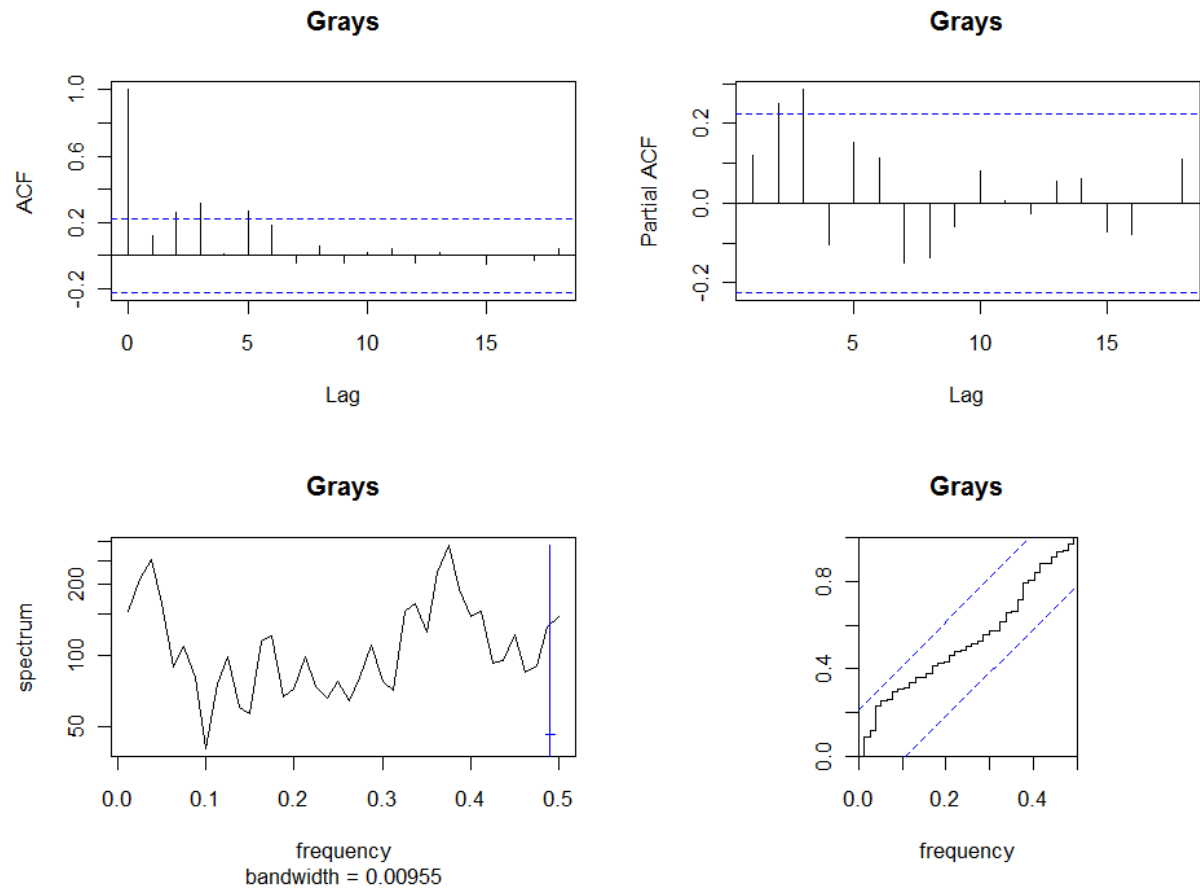 Grays
ACF
1.0
0.6
0.2
-0.2
0 5 10 15
Lag
Grays
Partial ACF
0.2
0.0
-0.2
5 10 15
Lag
Grays
spectrum
200
100
50
0.0 0.1 0.2 0.3 0.4 0.5
frequency
bandwidth = 0.00955
Grays
0.8
0.4
0.0
0.0 0.2 0.4
frequency